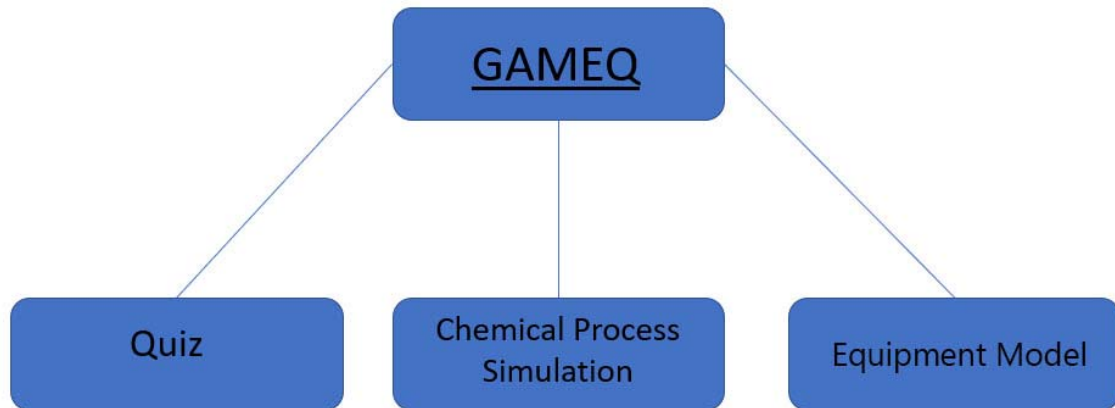 GAMEQ
Quiz
Chemical Process
Simulation
Equipment Model